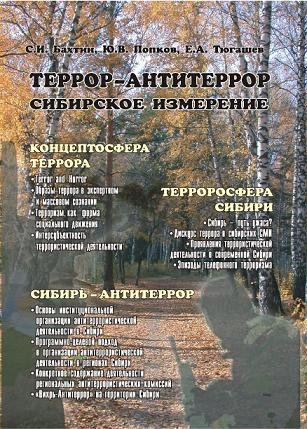 С.И. Бахтин, Ю.В. Попков, Е.А. Тюгашев
ТЕРРОР-АНТИТЕРРОР
СИБИРСКОЕ ИЗМЕРЕНИЕ
КОНЦЕПТОСФЕРА
ТЕРРОРА
• Terror and Horror
• Образы террора в экспертном
и массовом сознании
• Терроризм как форма
социального движения
• Интерсубъектность
террористической деятельности
ТЕРРОРОСФЕРА
СИБИРИ
• Сибирь – путь ужаса?
• Дискурс террора в сибирских СМИ
• Проявления террористической
деятельности в современной Сибири
• Эпизоды телефонного терроризма
СИБИРЬ – АНТИТЕРРОР
• Основы институциональной
организации антитеррористической
деятельности в Сибири
• Программно-целевой подход
в организации антитеррористической
деятельности в регионах Сибири
• Конкретное содержание деятельности
региональных антитеррористических комиссий
• «Вихрь-Антитеррор» на территории Сибири